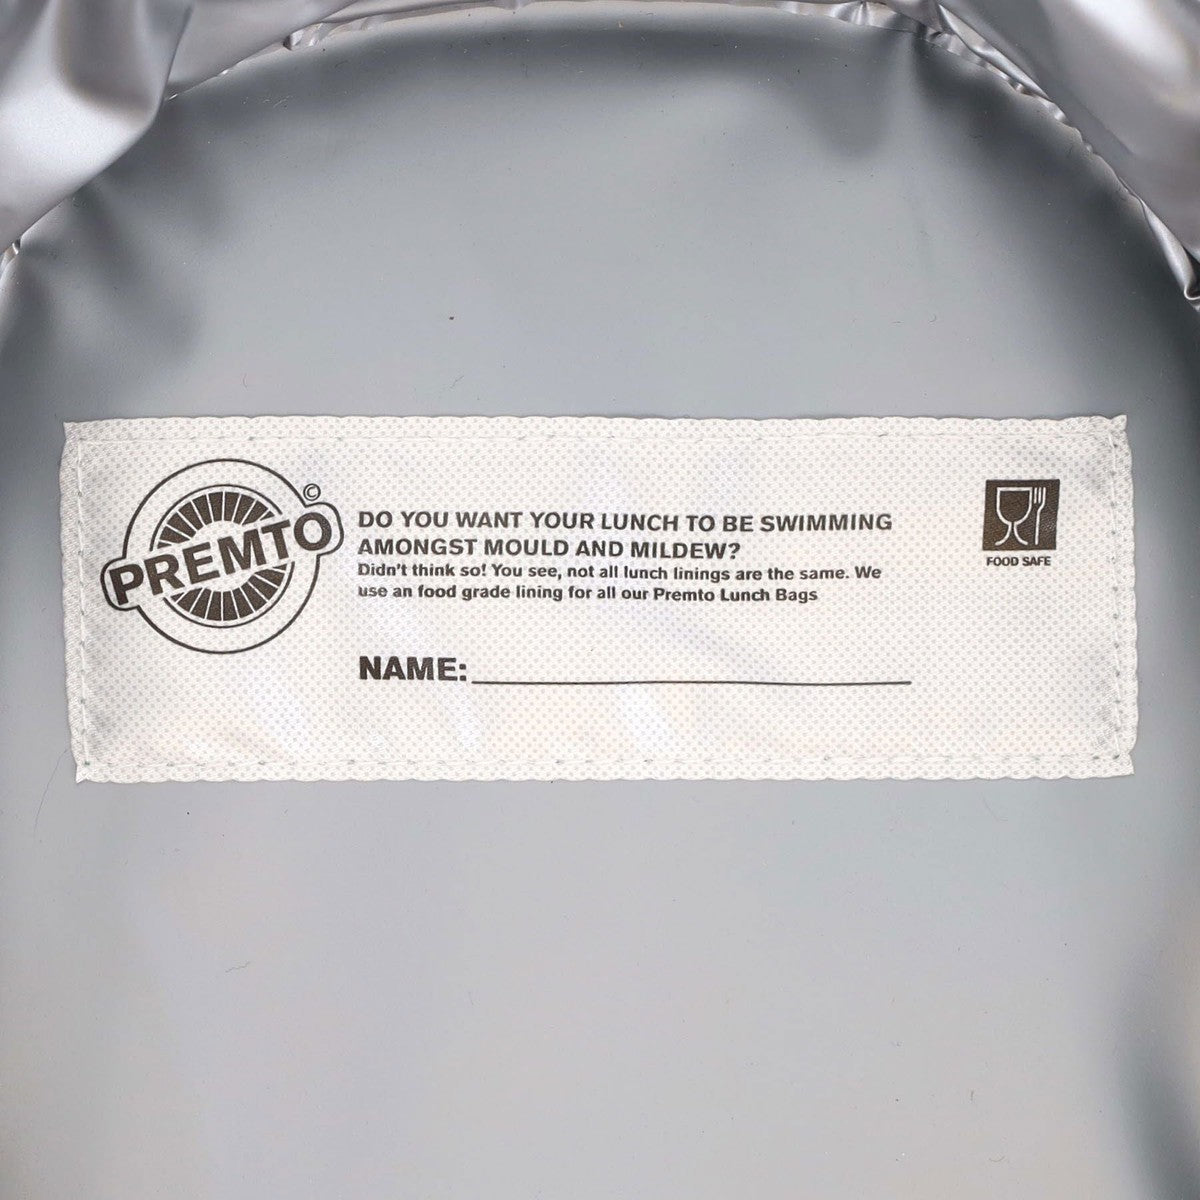 PREMTO
©
DO YOU WANT YOUR LUNCH TO BE SWIMMING
AMONGST MOULD AND MILDEW?
Didn't think so! You see, not all lunch linings are the same. We
use an food grade lining for all our Premto Lunch Bags
NAME:
FOOD SAFE